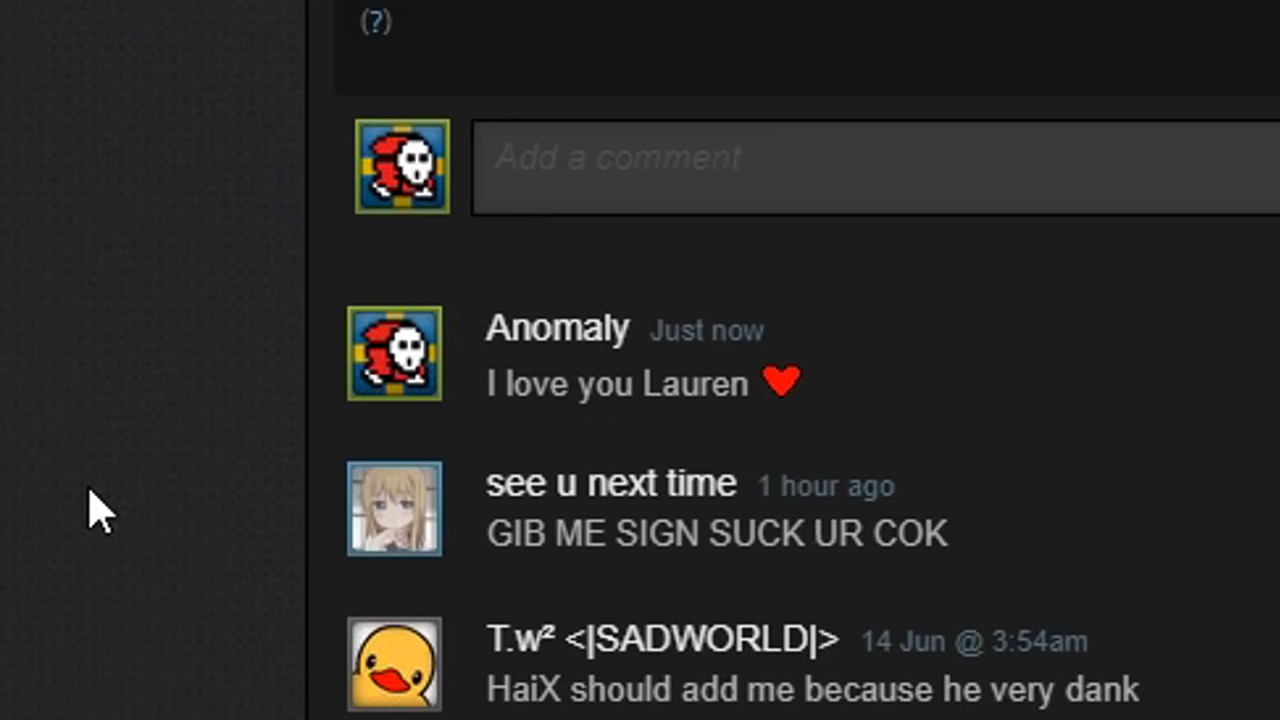 (?)
Add a comment
Anomaly Just now
I love you Lauren ❤
see u next time 1 hour ago
GIB ME SIGN SUCK UR COK
T.w² <|SADWORLD|> 14 Jun @ 3:54am
HaiX should add me because he very dank